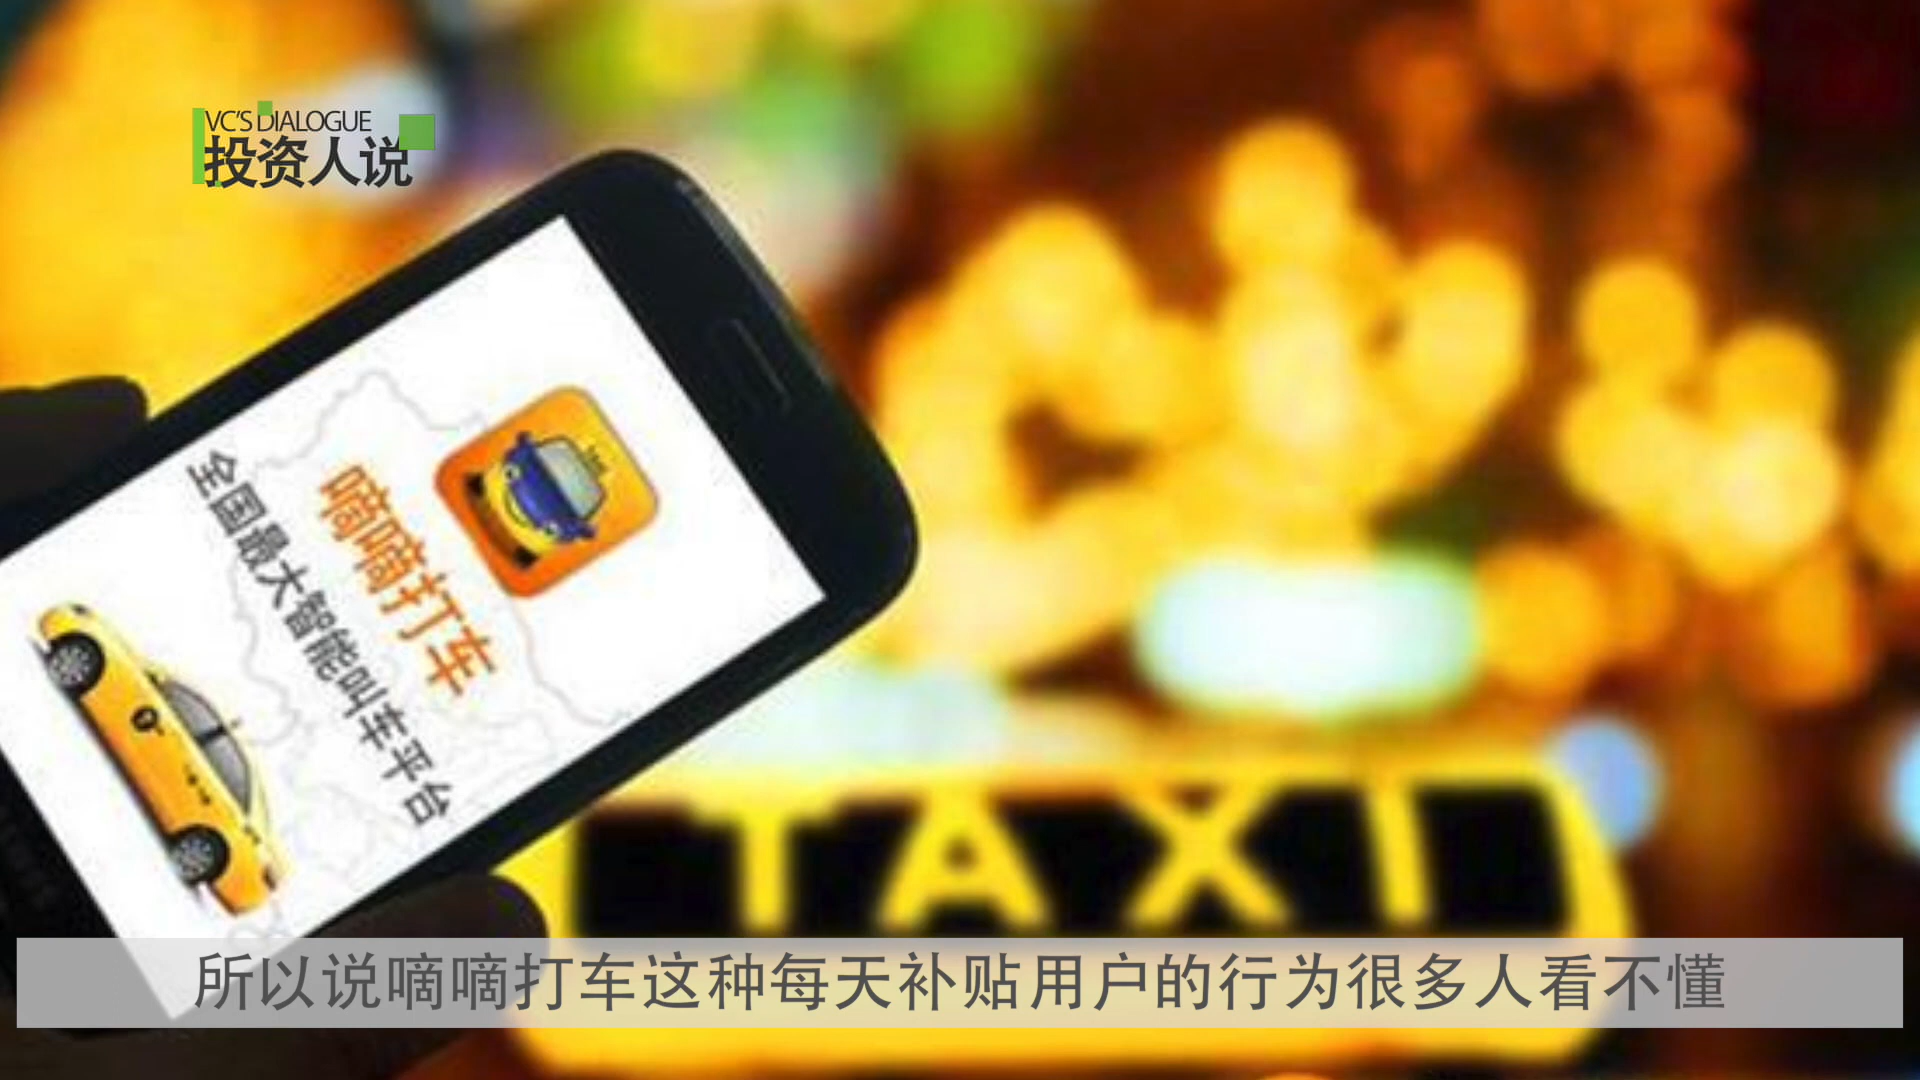 VC'S DIALOGUE
投资人说
嘀嘀打车
全国最大智能叫车平台
TAXI
所以说嘀嘀打车这种每天补贴用户的行为很多人看不懂